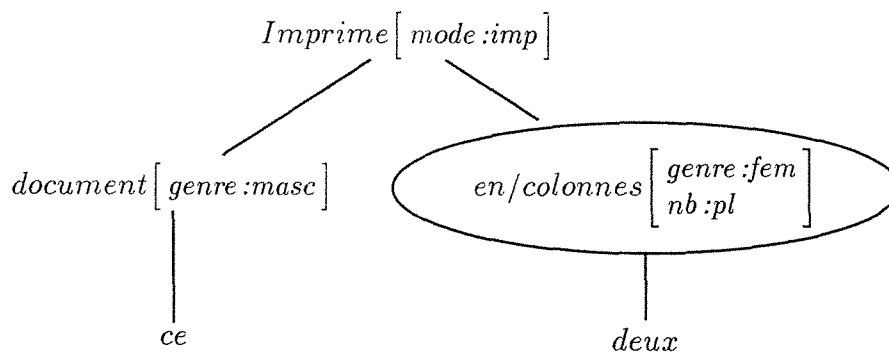 Imprime[ mode:imp]
document[ genre:masc] en/colonnes[ genre:fem
nb:pl ]
ce deux